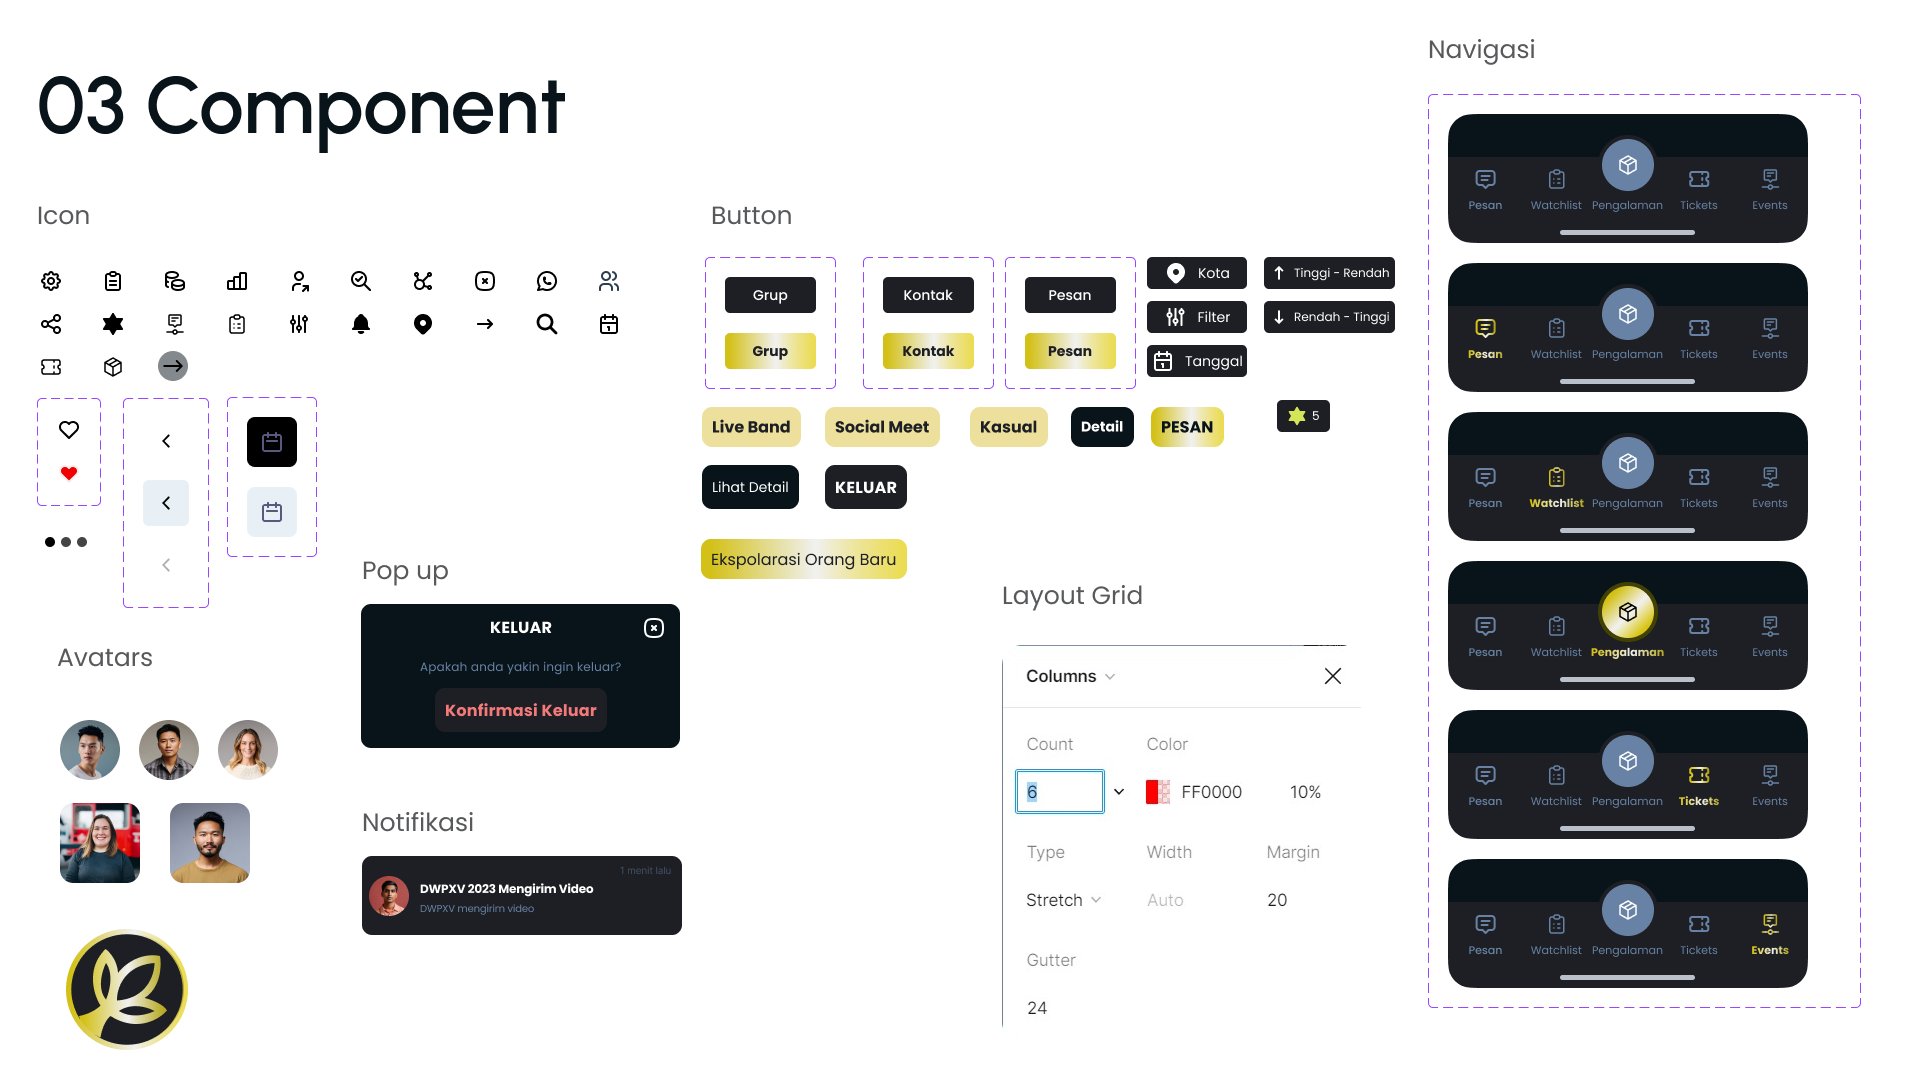 03 Component
Icon
Avatars
Pop up
KELUAR
Apakah anda yakin ingin keluar?
Konfirmasi Keluar
Notifikasi
1 menit lalu
DWPXV 2023 Mengirim Video
DWPXV mengirim video
Button
Grup
Grup
Kontak
Kontak
Pesan
Pesan
Kota
Filter
Tanggal
Tinggi - Rendah
Rendah - Tinggi
Live Band
Social Meet
Kasual
Detail
PESAN
5
Lihat Detail
KELUAR
Ekspolarasi Orang Baru
Layout Grid
Columns
Count Color
6 FF0000 10%
Type Width Margin
Stretch Auto 20
Gutter
24
Navigasi
Pesan Watchlist Pengalaman Tickets Events
Pesan Watchlist Pengalaman Tickets Events
Pesan Watchlist Pengalaman Tickets Events
Pesan Watchlist Pengalaman Tickets Events
Pesan Watchlist Pengalaman Tickets Events
Pesan Watchlist Pengalaman Tickets Events